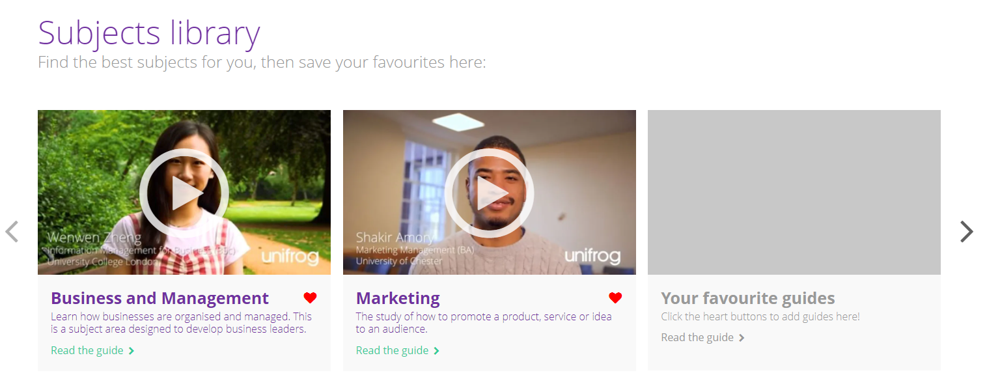 Subjects library
Find the best subjects for you, then save your favourites here:
Wenwen Zheng
Information Management for Business (BSc)
University College London
unifrog
Business and Management
Learn how businesses are organised and managed. This
is a subject area designed to develop business leaders.
Read the guide
Shakir Amory
Marketing Management (BA)
University of Chester
unifrog
Marketing
The study of how to promote a product, service or idea
to an audience.
Read the guide
Your favourite guides
Click the heart buttons to add guides here!
Read the guide